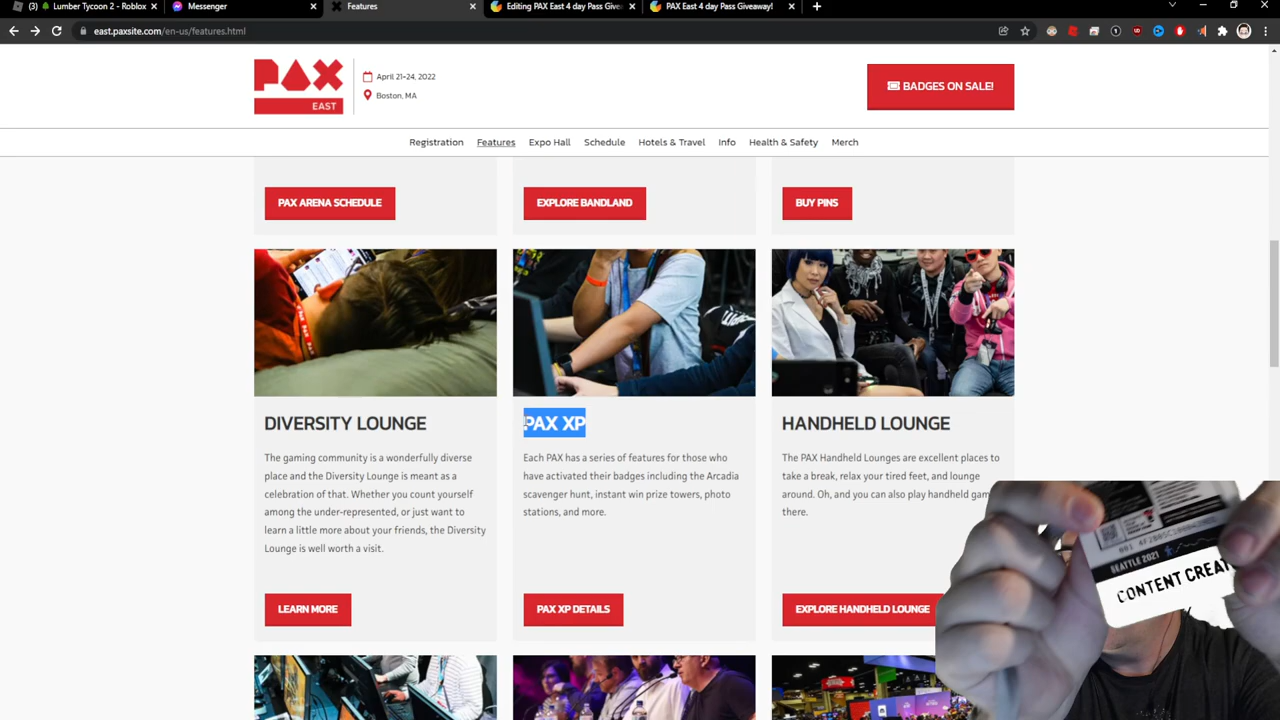 (3) Lumber Tycoon 2 - Roblox
Messenger
Features
Editing PAX East 4 day Pass Give
PAX East 4 day Pass Giveaway!
east.paxsite.com/en-us/features.html
PAX
EAST
April 21-24, 2022
Boston, MA
BADGES ON SALE!
Registration
Features
Expo Hall
Schedule
Hotels & Travel
Info
Health & Safety
Merch
PAX ARENA SCHEDULE
EXPLORE BANDLAND
BUY PINS
DIVERSITY LOUNGE
The gaming community is a wonderfully diverse
place and the Diversity Lounge is meant as a
celebration of that. Whether you count yourself
among the under-represented, or just want to
learn a little more about your friends, the Diversity
Lounge is well worth a visit.
LEARN MORE
PAX XP
Each PAX has a series of features for those who
have activated their badges including the Arcadia
scavenger hunt, instant win prize towers, photo
stations, and more.
PAX XP DETAILS
HANDHELD LOUNGE
The PAX Handheld Lounges are excellent places to
take a break, relax your tired feet, and lounge
around. Oh, and you can also play handheld gam
there.
EXPLORE HANDHELD LOUNGE
SEATTLE 2021
CONTENT CREAT